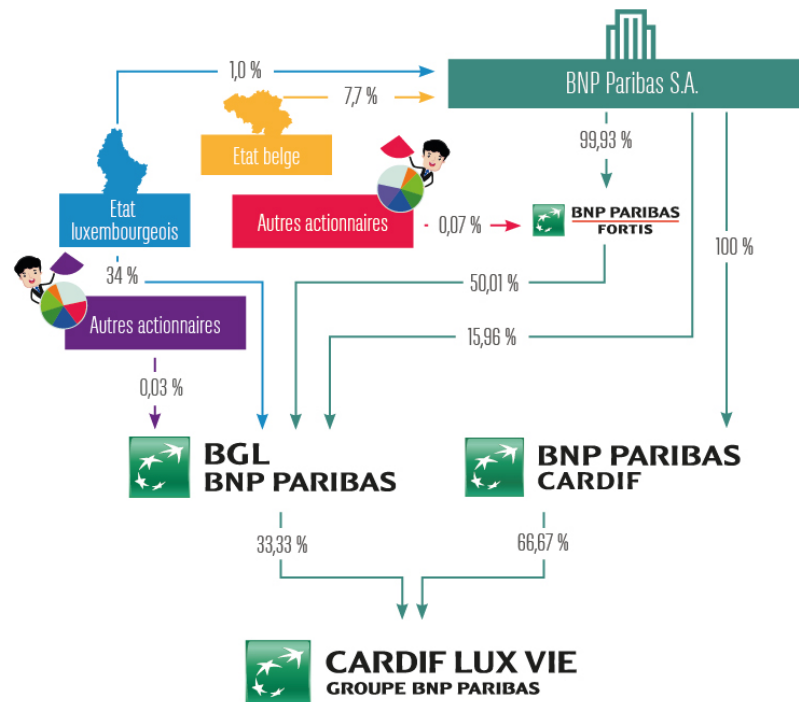 1,0 %
BNP Paribas S.A.
7,7 %
Etat belge
99,93 %
Etat
luxembourgeois
Autres actionnaires
0,07 %
BNP PARIBAS
FORTIS
100 %
34 %
50,01 %
Autres actionnaires
15,96 %
0,03 %
BGL
BNP PARIBAS
BNP PARIBAS
CARDIF
33,33 %
66,67 %
CARDIF LUX VIE
GROUPE BNP PARIBAS